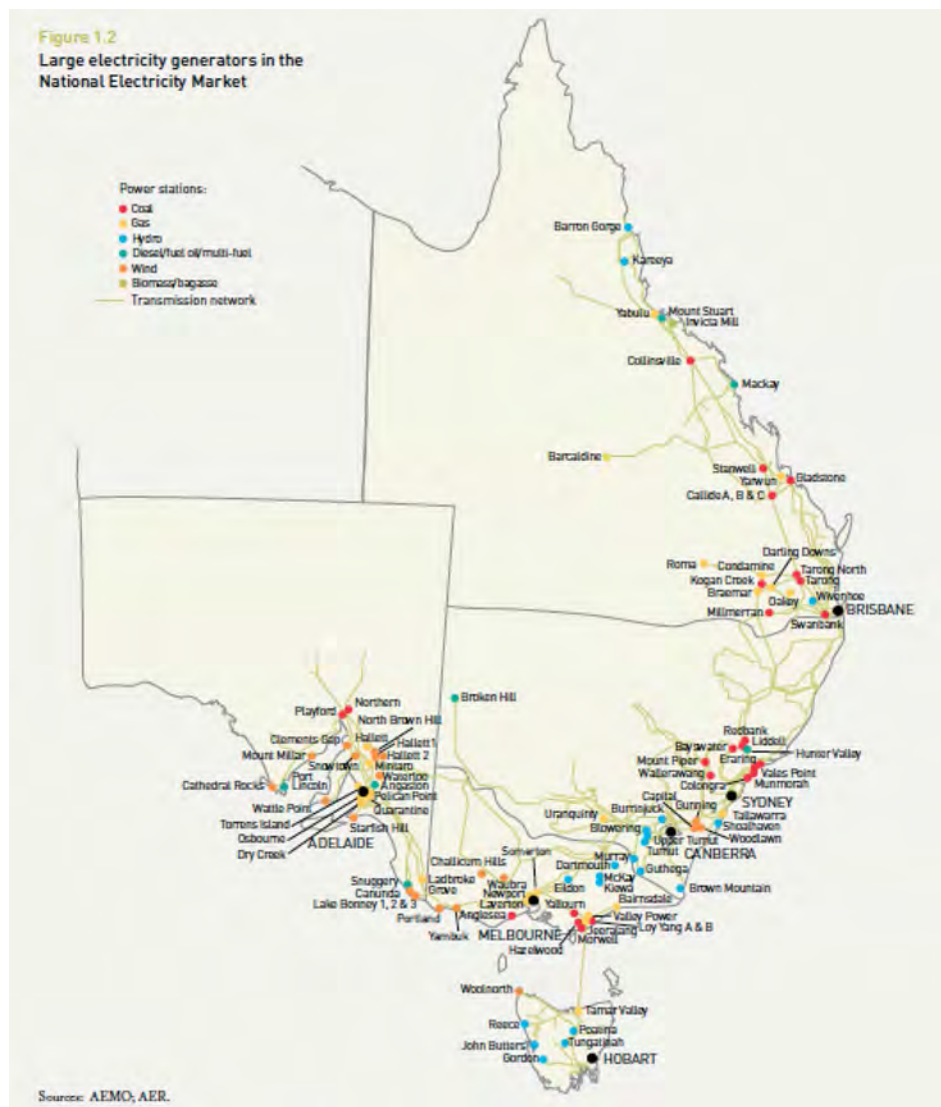 Figure 1.2
Large electricity generators in the
National Electricity Market
Power stations:
Coal
Gas
Hydro
Diesel/fuel oil/multi-fuel
Wind
Biomass/bagasse
Transmission network
Barron Gorge
Kareeya
Yabulu
Mount Stuart
Invicta Mill
Collinsville
Mackay
Barcaldine
Stanwell
Yarwun
Gladstone
Callide A, B & C
Darling Downs
Roma
Condamine
Tarong North
Kogan Creek
Tarong
Braemar
Oakey
Wivenhoe
BRISBANE
Millmerran
Swanbank
Broken Hill
Northern
Playford
North Brown Hill
Clements Gap
Hallett
Hallett 1
Mount Millar
Hallett 2
Snowtown
Mintaro
Waterloo
Cathedral Rocks
Port
Lincoln
Angaston
Pelican Point
Wattle Point
Quarantine
Torrens Island
Starfish Hill
Osbourne
ADELAIDE
Dry Creek
Redbank
Liddell
Bayswater
Hunter Valley
Eraring
Mount Piper
Vales Point
Wallerawang
Munmorah
Colongra
Capital
SYDNEY
Gunning
Burrinjuck
Tallawarra
Uranquinty
Shoalhaven
Blowering
Woodlawn
Upper Tumut
Tumut
CANBERRA
Somerton
Murray
Guthega
Challicum Hills
Dartmouth
Snuggery
Ladbroke
Grove
Waubra
McKay
Kiewa
Eildon
Brown Mountain
Canunda
Newport
Bairnsdale
Lake Bonney 1, 2 & 3
Laverton
Yallourn
Portland
Anglesea
Valley Power
Yambuk
MELBOURNE
Jeeralang
Loy Yang A & B
Morwell
Hazelwood
Woolnorth
Tamar Valley
Reece
Poatina
John Butters
Tungatinah
Gordon
HOBART
Sources: AEMO; AER.